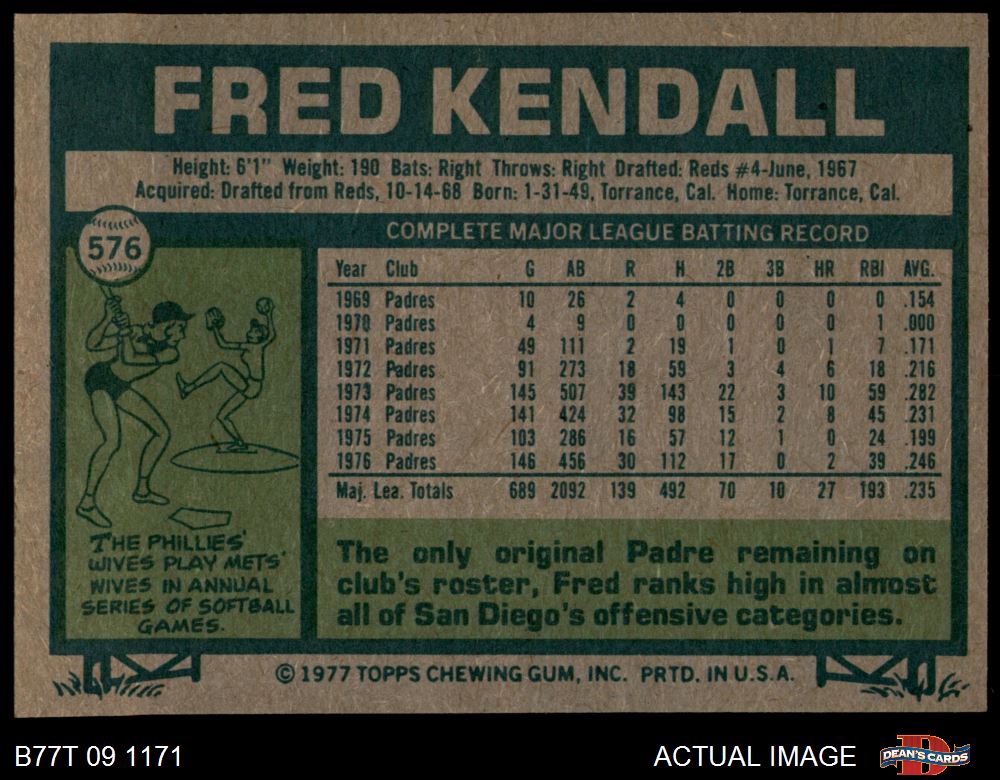 FRED KENDALL
Height: 6'1" Weight: 190 Bats: Right Throws: Right Drafted: Reds #4-June, 1967
Acquired: Drafted from Reds, 10-14-68 Born: 1-31-49, Torrance, Cal. Home: Torrance, Cal.
576
COMPLETE MAJOR LEAGUE BATTING RECORD
Year Club G AB R H 2B 3B HR RBI AVG.
1969 Padres 10 26 2 4 0 0 0 0 .154
1970 Padres 4 9 0 0 0 0 0 1 .000
1971 Padres 49 111 2 19 1 0 1 7 .171
1972 Padres 91 273 18 59 3 4 6 18 .216
1973 Padres 145 507 39 143 22 3 10 59 .282
1974 Padres 141 424 32 98 15 2 8 45 .231
1975 Padres 103 286 16 57 12 1 0 24 .199
1976 Padres 146 456 30 112 17 0 2 39 .246
Maj. Lea. Totals 689 2092 139 492 70 10 27 193 .235
THE PHILLIES'
WIVES PLAY METS'
WIVES IN ANNUAL
SERIES OF SOFTBALL
GAMES.
The only original Padre remaining on
club's roster, Fred ranks high in almost
all of San Diego's offensive categories.
© 1977 TOPPS CHEWING GUM, INC. PRTD. IN U.S.A.
B77T 09 1171
ACTUAL IMAGE
D
DEAN'S CARDS